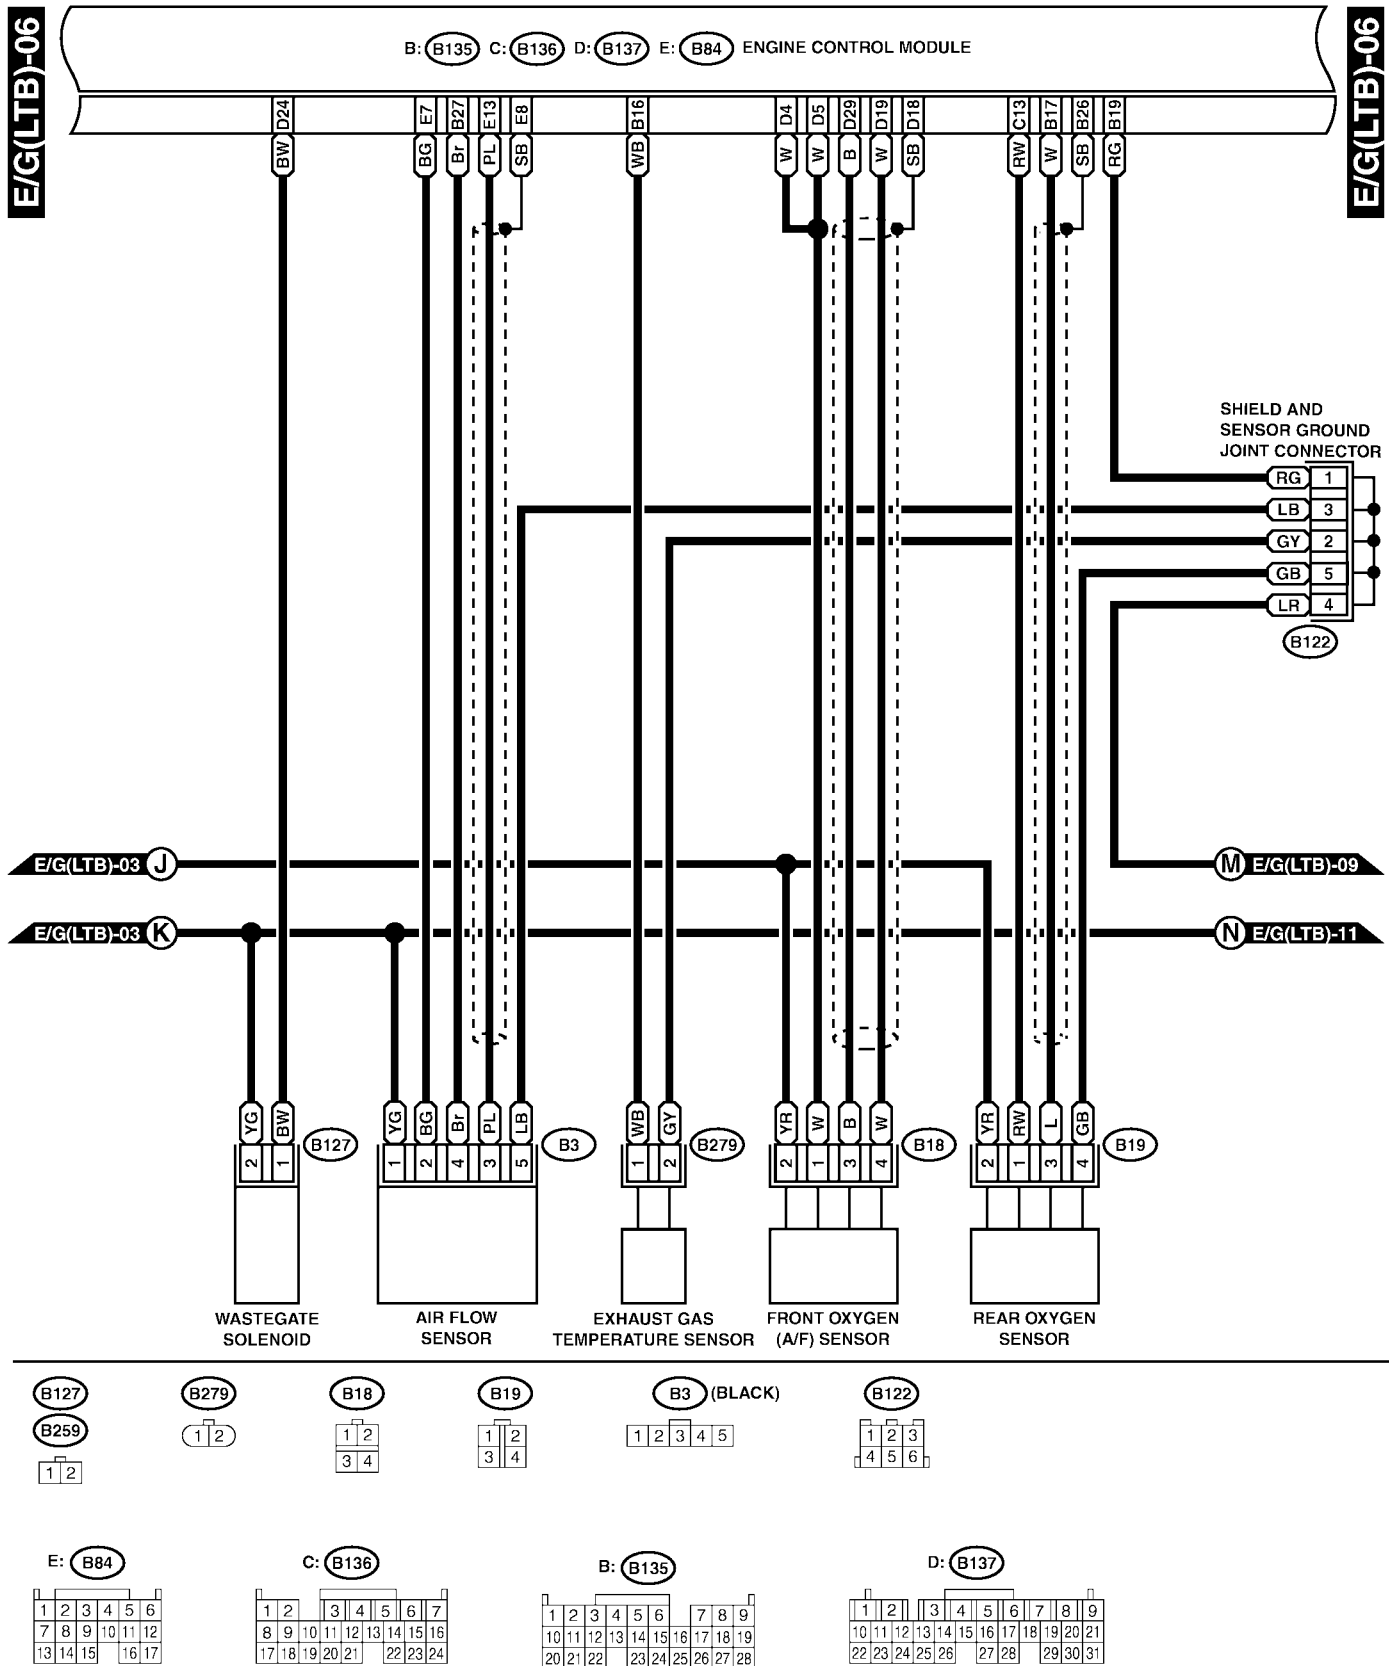 E/G(LTB)-06
E/G(LTB)-06
B: B135 C: B136 D: B137 E: B84 ENGINE CONTROL MODULE
D24 E7 B27 E13 E8 B16 D4 D5 D29 D19 D18 C13 B17 B26 B19
BW BG Br PL SB WB W W B W SB RW W SB RG
SHIELD AND
SENSOR GROUND
JOINT CONNECTOR
RG 1
LB 3
GY 2
GB 5
LR 4
B122
E/G(LTB)-03 J M E/G(LTB)-09
E/G(LTB)-03 K N E/G(LTB)-11
YG BW YG BG Br PL LB WB GY YR W B W YR RW L GB
2 1 B127 1 2 4 3 5 B3 1 2 B279 2 1 3 4 B18 2 1 3 4 B19
WASTEGATE
SOLENOID
AIR FLOW
SENSOR
EXHAUST GAS
TEMPERATURE SENSOR
FRONT OXYGEN
(A/F) SENSOR
REAR OXYGEN
SENSOR
B127 B279 B18 B19 B3 (BLACK) B122
B259
1 2
1 2
1 2
3 4
1 2
3 4
1 2 3 4 5
1 2 3
4 5 6
E: B84
1 2 3 4 5 6
7 8 9 10 11 12
13 14 15 16 17
C: B136
1 2 3 4 5 6 7
8 9 10 11 12 13 14 15 16
17 18 19 20 21 22 23 24
B: B135
1 2 3 4 5 6 7 8 9
10 11 12 13 14 15 16 17 18 19
20 21 22 23 24 25 26 27 28
D: B137
1 2 3 4 5 6 7 8 9
10 11 12 13 14 15 16 17 18 19 20 21
22 23 24 25 26 27 28 29 30 31